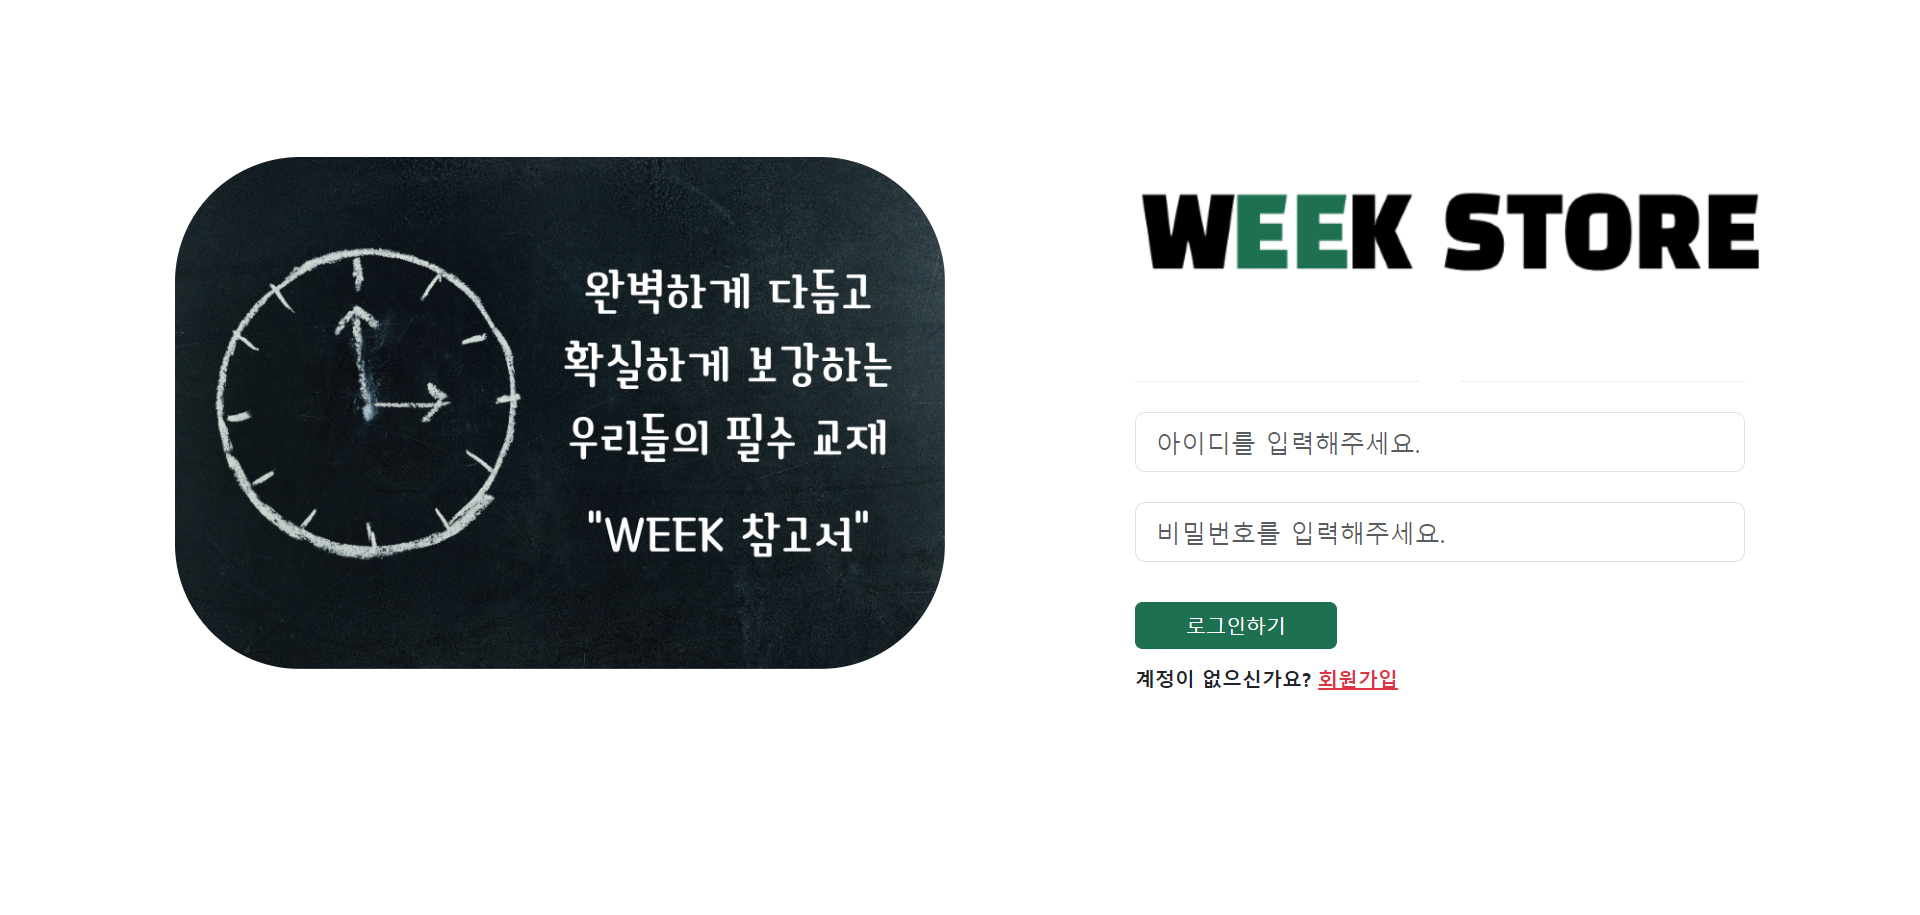 완벽하게 다듬고
확실하게 보강하는
우리들의 필수 교재
"WEEK 참고서"
WEEK STORE
아이디를 입력해주세요.
비밀번호를 입력해주세요.
로그인하기
계정이 없으신가요? 회원가입